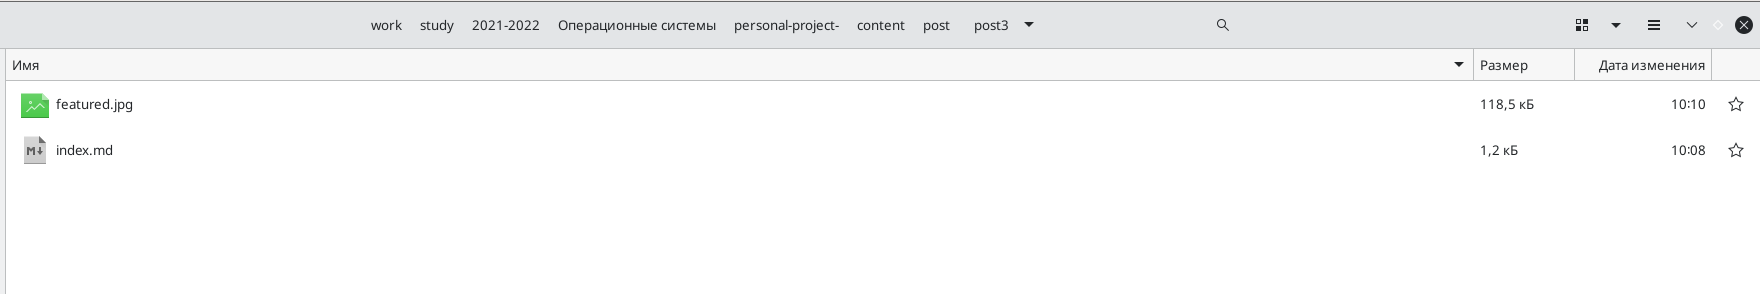 work study 2021-2022 Операционные системы personal-project- content post post3
Имя Размер Дата изменения
featured.jpg 118,5 кБ 10:10
index.md 1,2 кБ 10:08